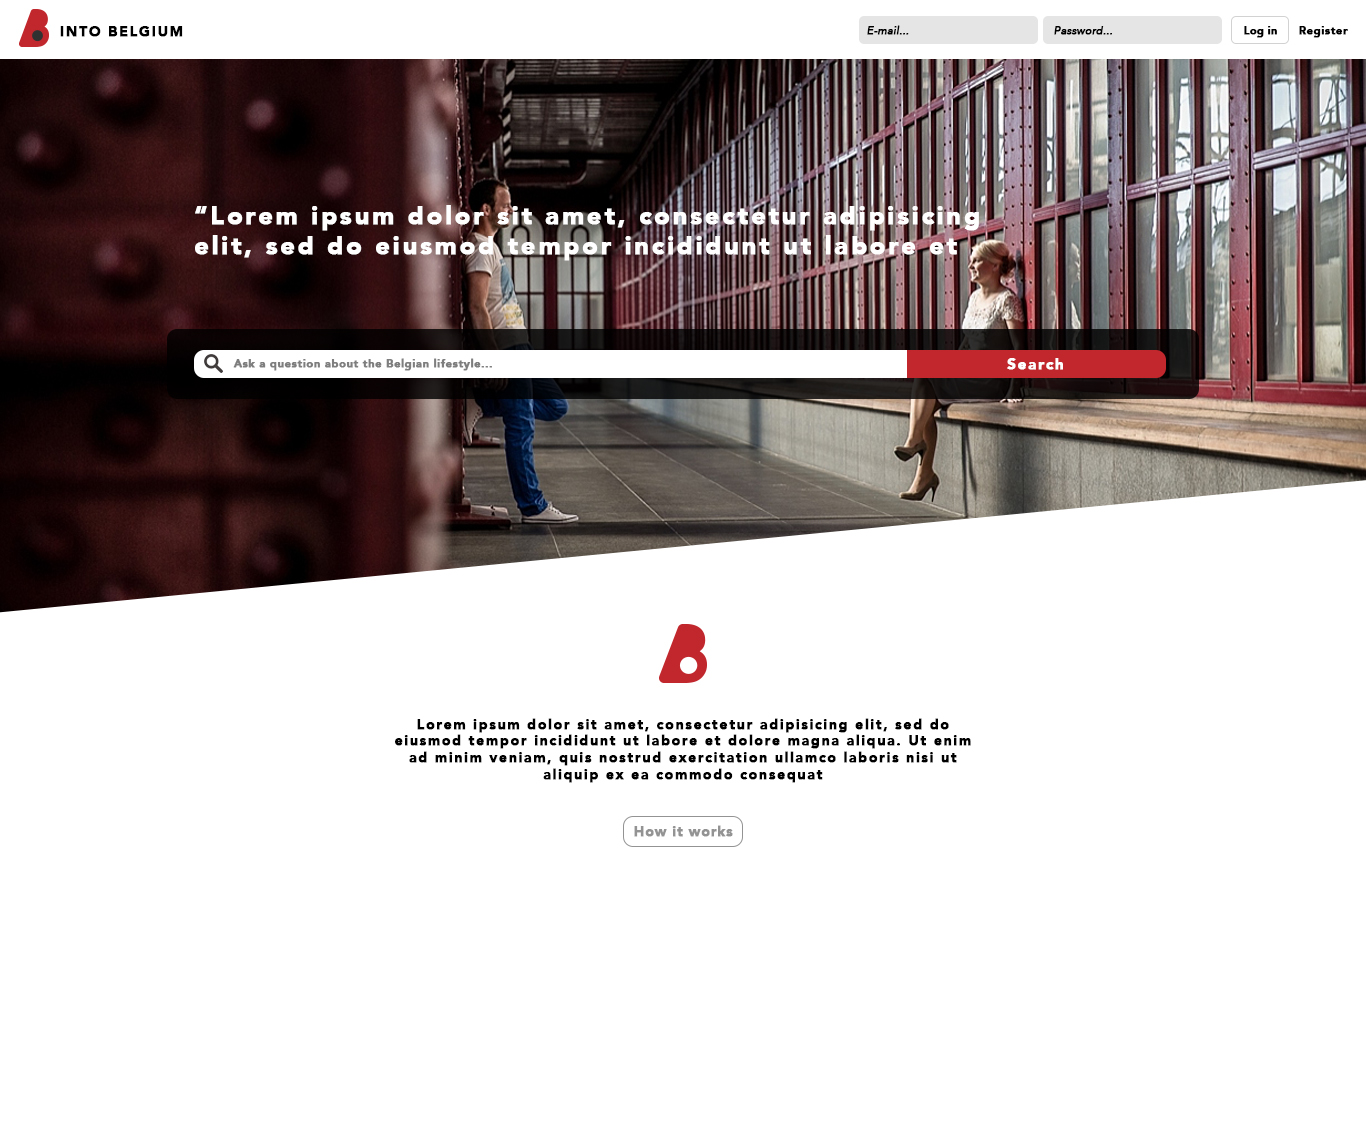 INTO BELGIUM
E-mail...
Password...
Log in
Register
“Lorem ipsum dolor sit amet, consectetur adipisicing
elit, sed do eiusmod tempor incididunt ut labore et .
Ask a question about the Belgian lifestyle...
Search
Lorem ipsum dolor sit amet, consectetur adipisicing elit, sed do
eiusmod tempor incididunt ut labore et dolore magna aliqua. Ut enim
ad minim veniam, quis nostrud exercitation ullamco laboris nisi ut
aliquip ex ea commodo consequat
How it works